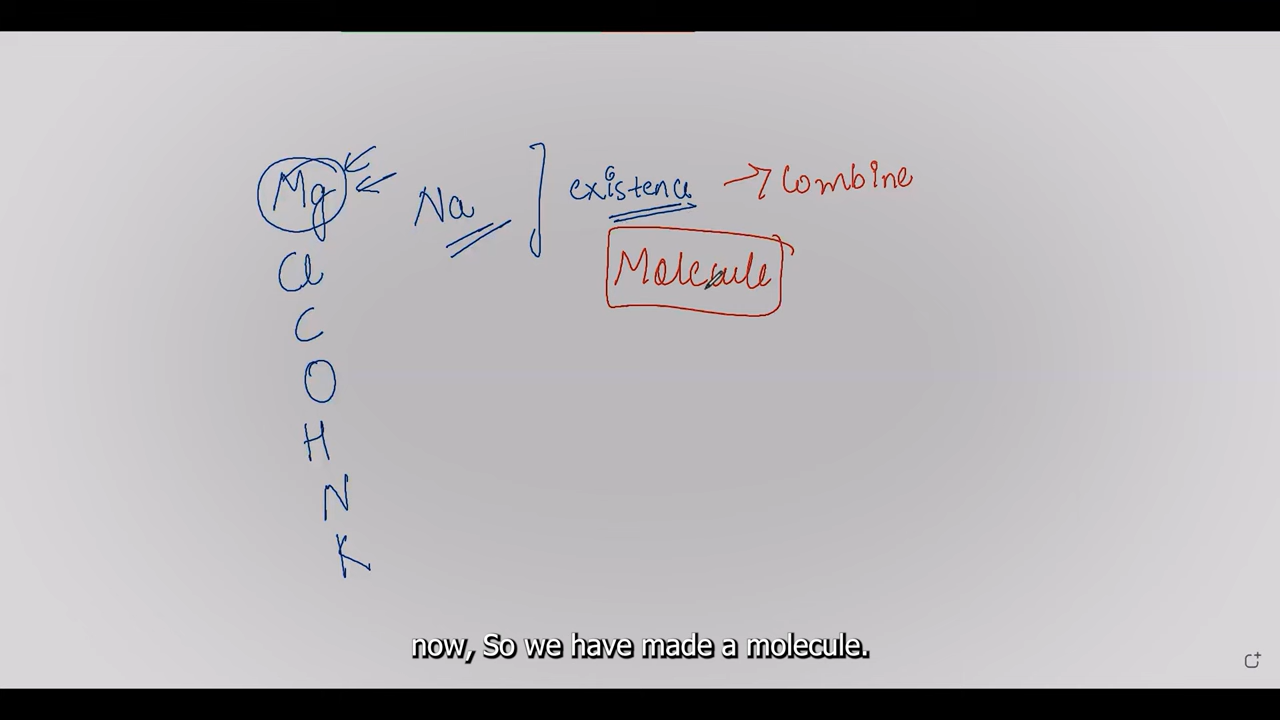 Mg Na ] existence → Combine
Cl Molecule
C
O
H
N
K
now, So we have made a molecule.